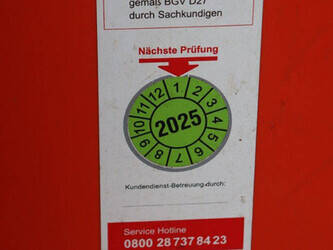 gemäß BGV D27
durch Sachkundigen
Nächste Prüfung
1 2 3 4 5 6 7 8 9 10 11 12
2025
Kundendienst-Betreuung durch:
Service Hotline
0800 28 737 84 23